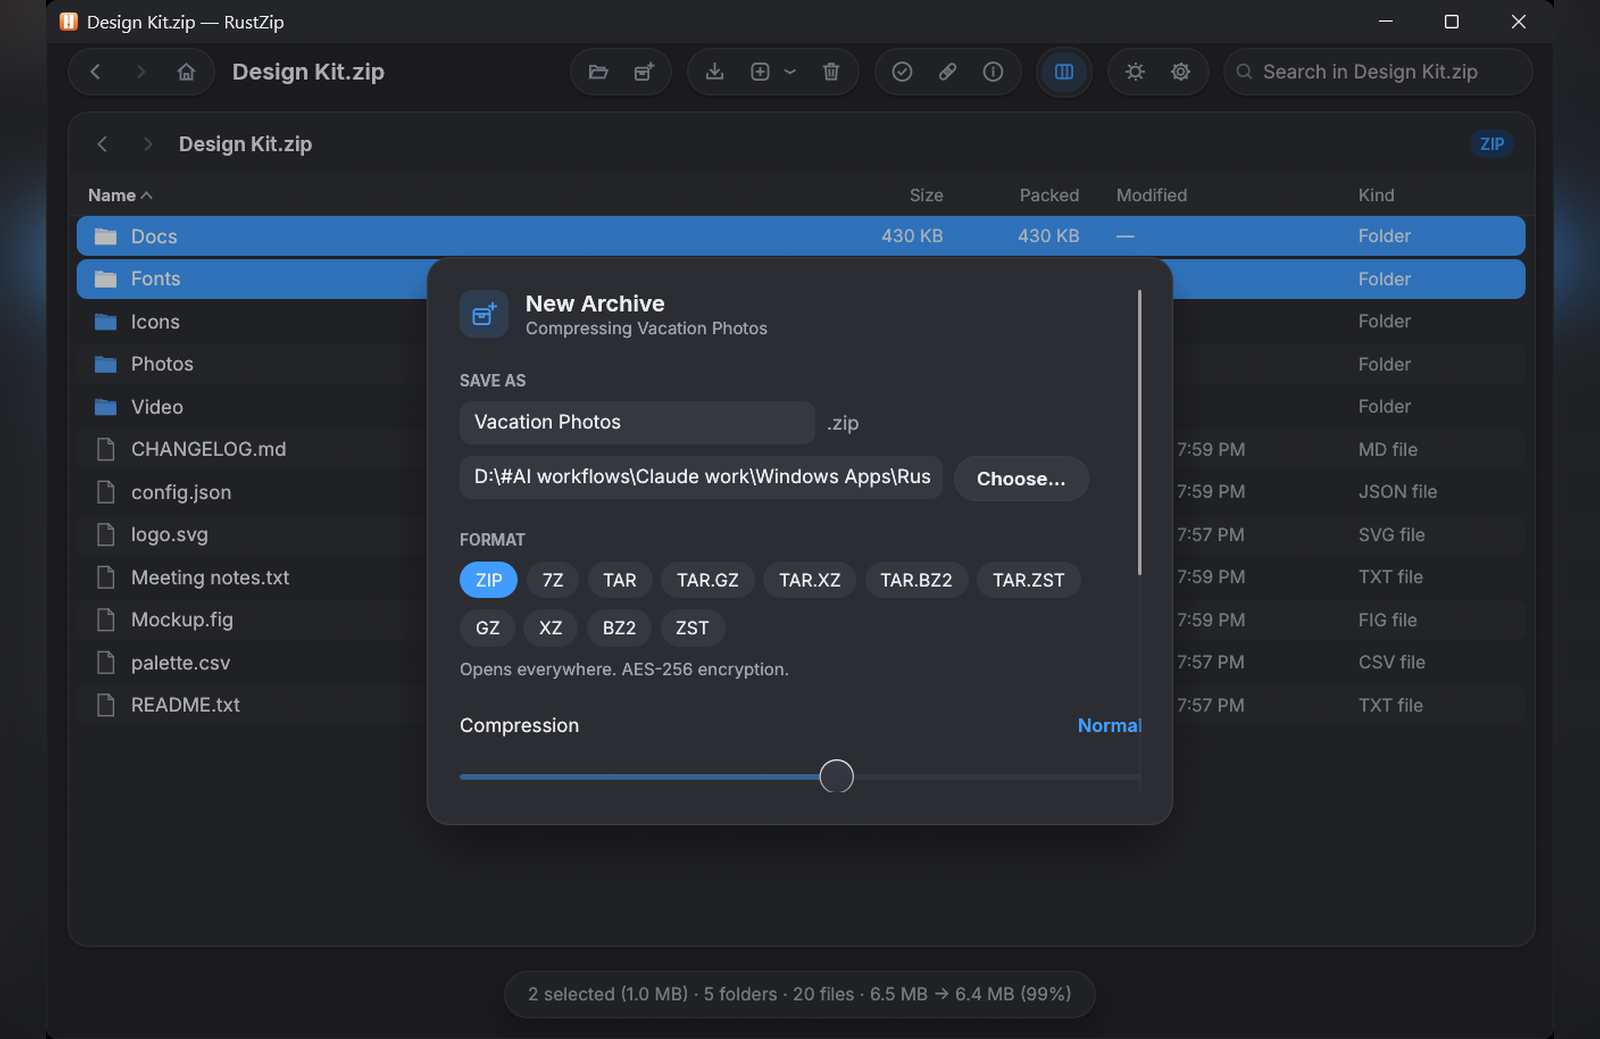 Design Kit.zip — RustZip
Design Kit.zip
Search in Design Kit.zip
Design Kit.zip
ZIP
Name Size Packed Modified Kind
Docs 430 KB 430 KB — Folder
Fonts Folder
Icons Folder
Photos Folder
Video Folder
CHANGELOG.md 7:59 PM MD file
config.json 7:59 PM JSON file
logo.svg 7:57 PM SVG file
Meeting notes.txt 7:59 PM TXT file
Mockup.fig 7:59 PM FIG file
palette.csv 7:57 PM CSV file
README.txt 7:57 PM TXT file
New Archive
Compressing Vacation Photos
SAVE AS
Vacation Photos .zip
D:\#AI workflows\Claude work\Windows Apps\Rus
Choose...
FORMAT
ZIP 7Z TAR TAR.GZ TAR.XZ TAR.BZ2 TAR.ZST
GZ XZ BZ2 ZST
Opens everywhere. AES-256 encryption.
Compression Normal
2 selected (1.0 MB) · 5 folders · 20 files · 6.5 MB → 6.4 MB (99%)